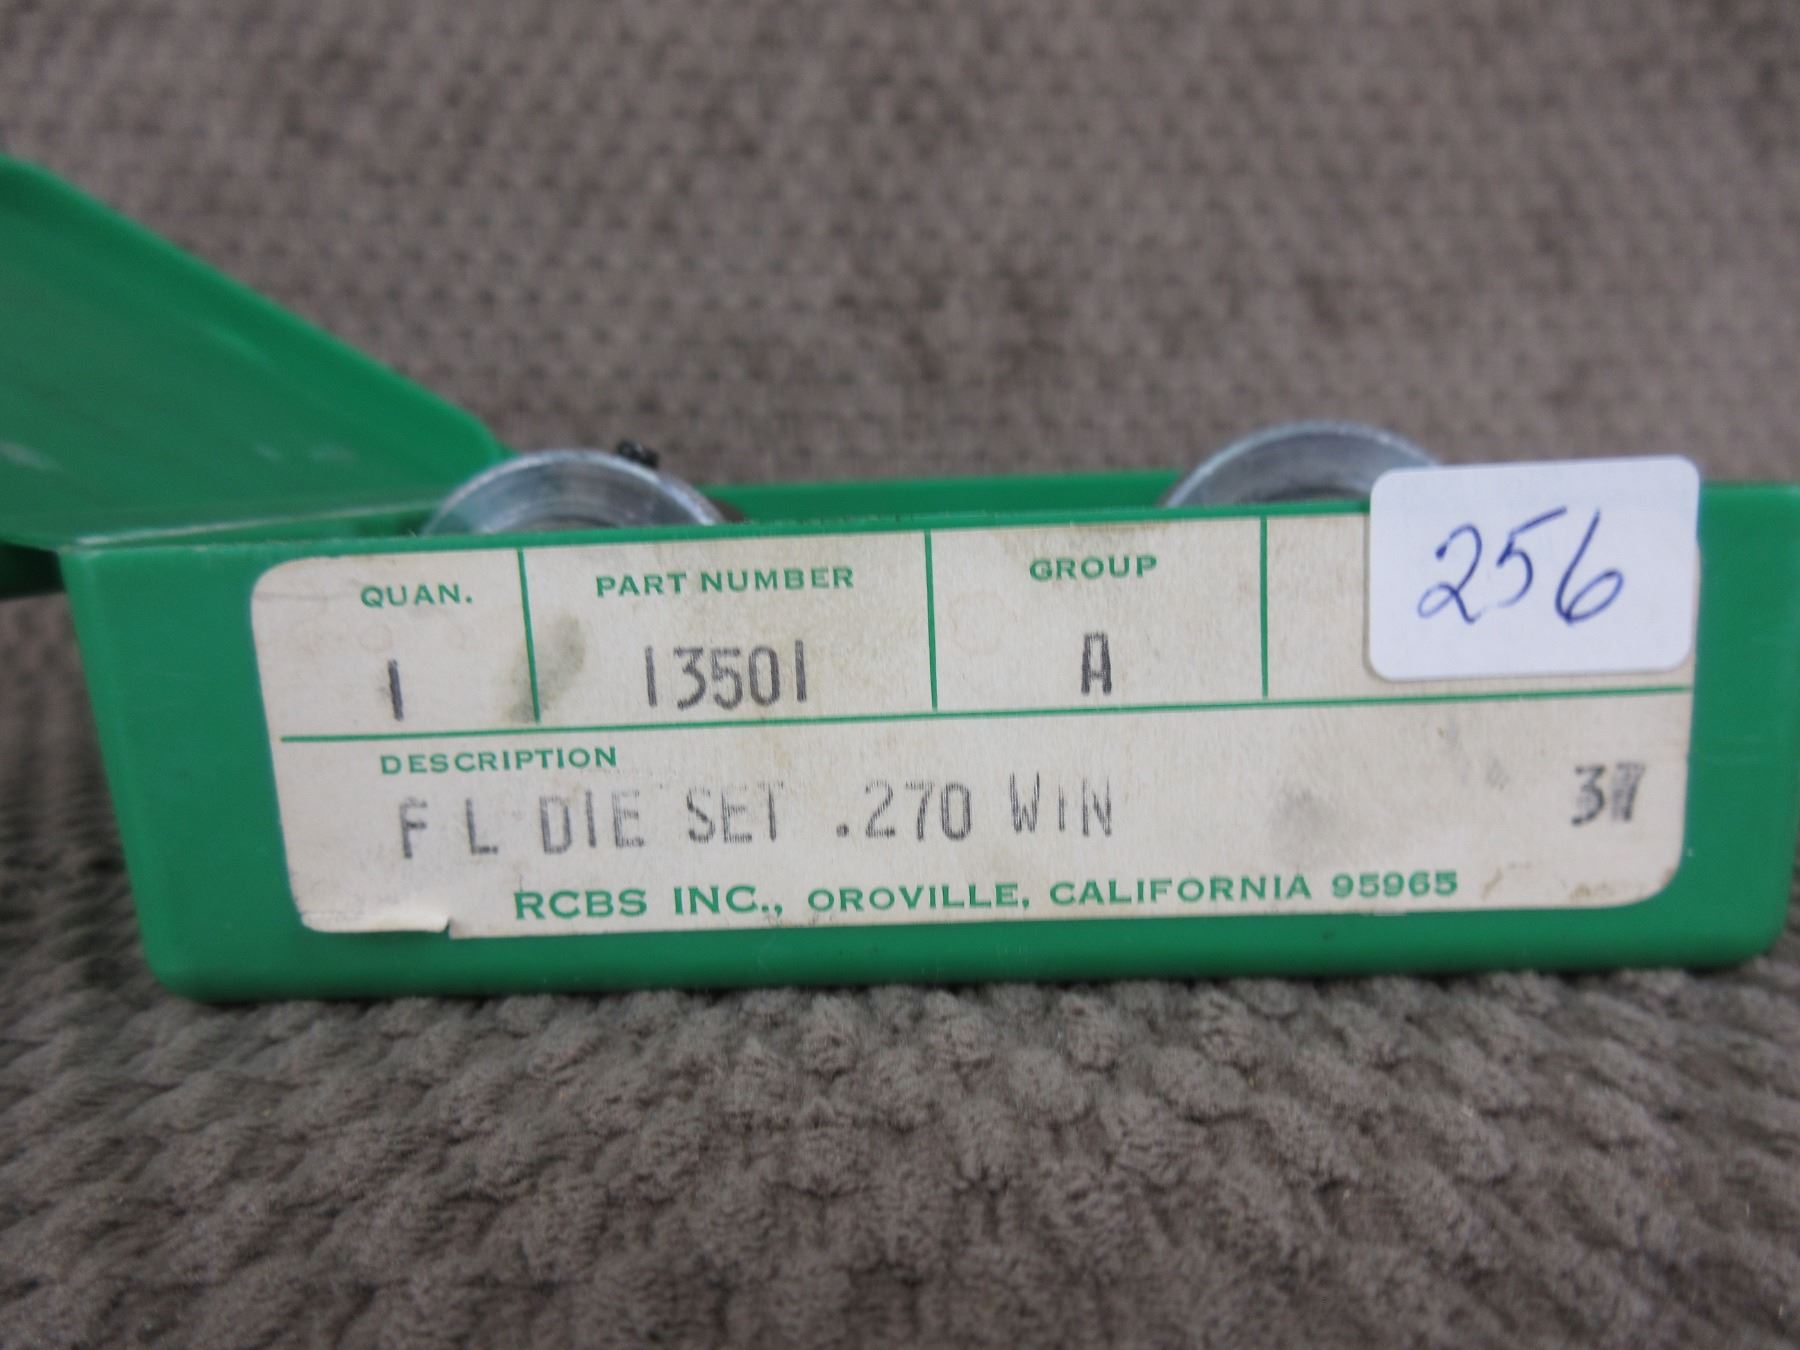 QUAN. PART NUMBER GROUP
1 13501 A
256
DESCRIPTION
F L DIE SET .270 WIN
RCBS INC., OROVILLE, CALIFORNIA 95965